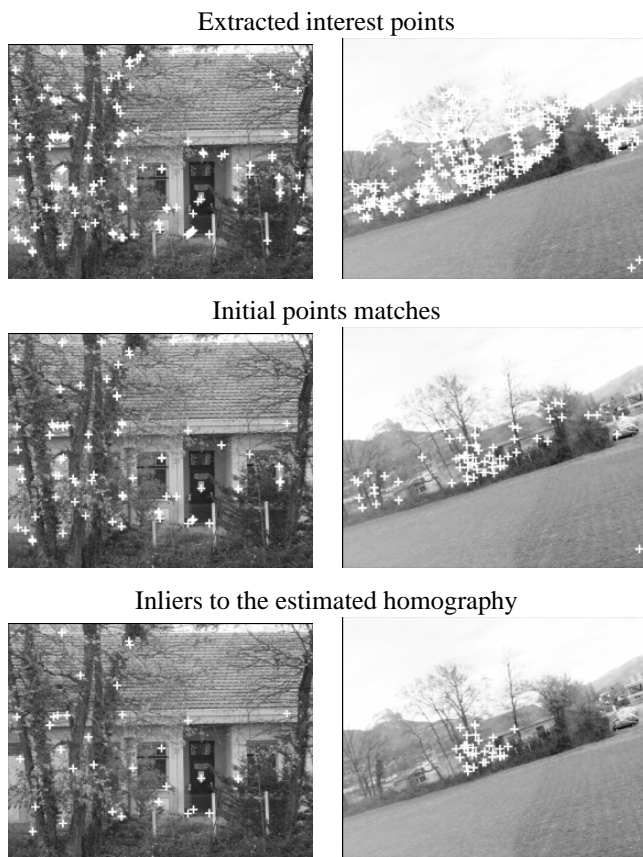 Extracted interest points
Initial points matches
Inliers to the estimated homography